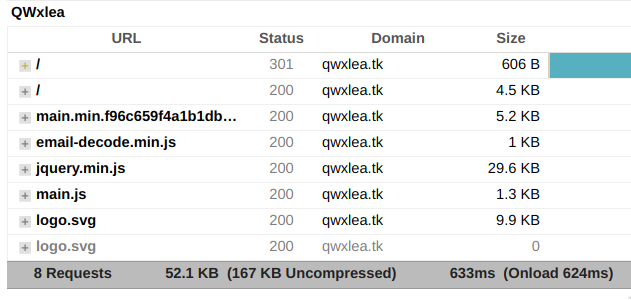 QWxlea
URL Status Domain Size
+ / 301 qwxlea.tk 606 B
+ / 200 qwxlea.tk 4.5 KB
+ main.min.f96c659f4a1b1db… 200 qwxlea.tk 5.2 KB
+ email-decode.min.js 200 qwxlea.tk 1 KB
+ jquery.min.js 200 qwxlea.tk 29.6 KB
+ main.js 200 qwxlea.tk 1.3 KB
+ logo.svg 200 qwxlea.tk 9.9 KB
+ logo.svg 200 qwxlea.tk 0
8 Requests 52.1 KB (167 KB Uncompressed) 633ms (Onload 624ms)